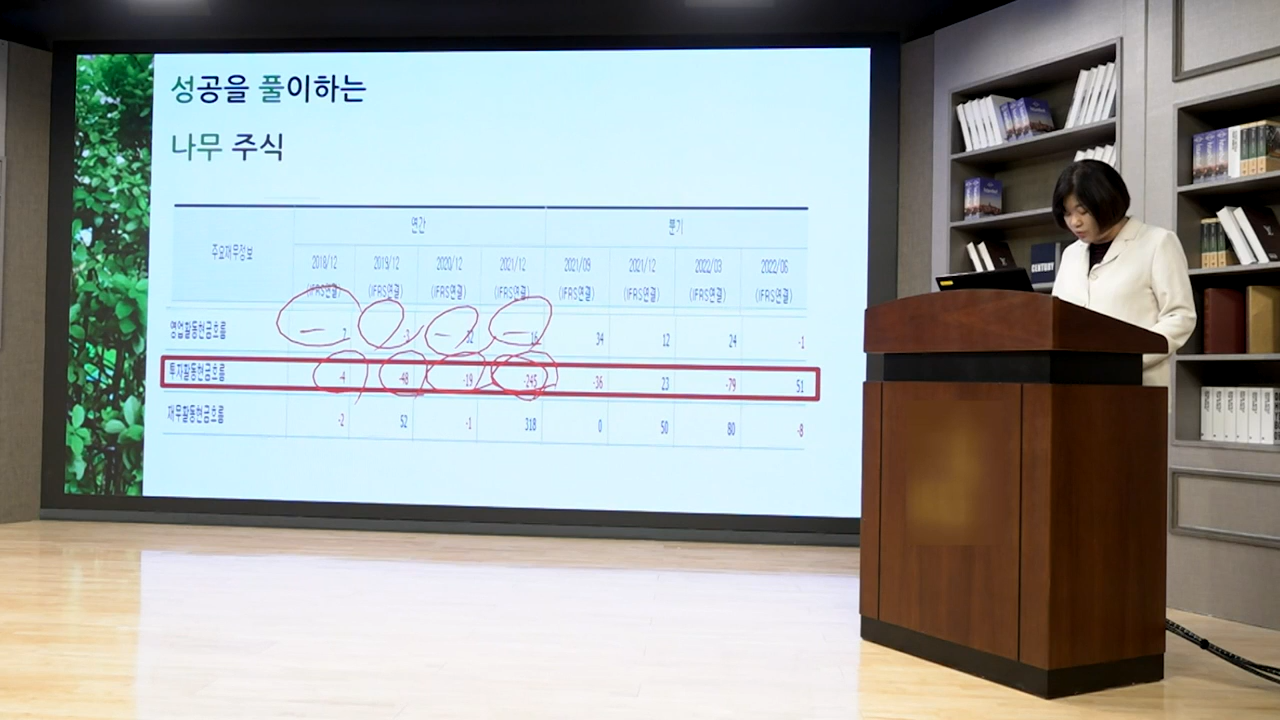 성공을 풀이하는
나무 주식
주요재무정보 연간 분기
2018/12 2019/12 2020/12 2021/12 2021/09 2021/12 2022/03 2022/06
(IFRS연결) (IFRS연결) (IFRS연결) (IFRS연결) (IFRS연결) (IFRS연결) (IFRS연결) (IFRS연결)
영업활동현금흐름 2 -3 32 16 34 12 24 -1
투자활동현금흐름 -4 -48 -19 -245 -36 23 -79 51
재무활동현금흐름 -2 52 -1 318 0 50 80 -8
CENTURY